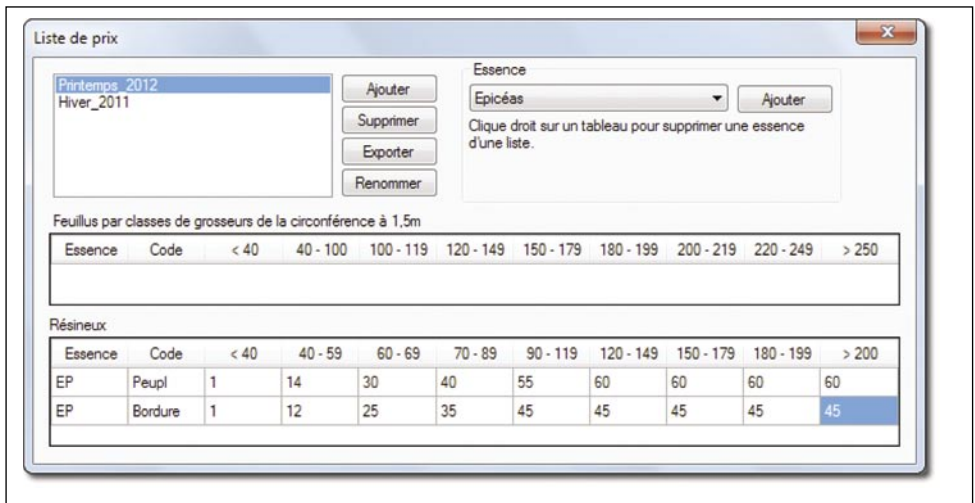 Liste de prix
Printemps_2012
Hiver_2011
Ajouter
Supprimer
Exporter
Renommer
Essence
Epicéas
Ajouter
Clique droit sur un tableau pour supprimer une essence
d'une liste.
Feuillus par classes de grosseurs de la circonférence à 1,5m
Essence Code < 40 40 - 100 100 - 119 120 - 149 150 - 179 180 - 199 200 - 219 220 - 249 > 250
Résineux
Essence Code < 40 40 - 59 60 - 69 70 - 89 90 - 119 120 - 149 150 - 179 180 - 199 > 200
EP Peupl 1 14 30 40 55 60 60 60 60
EP Bordure 1 12 25 35 45 45 45 45 45